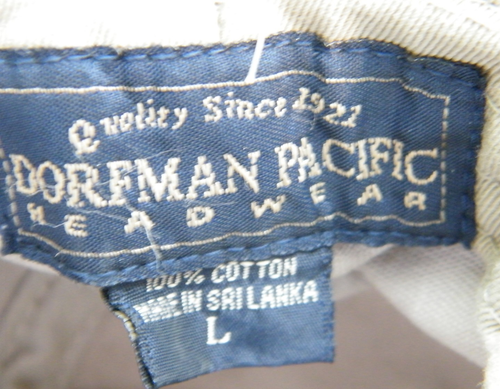 Quality Since 1921
DORFMAN PACIFIC
HEADWEAR
100% COTTON
MADE IN SRI LANKA
L